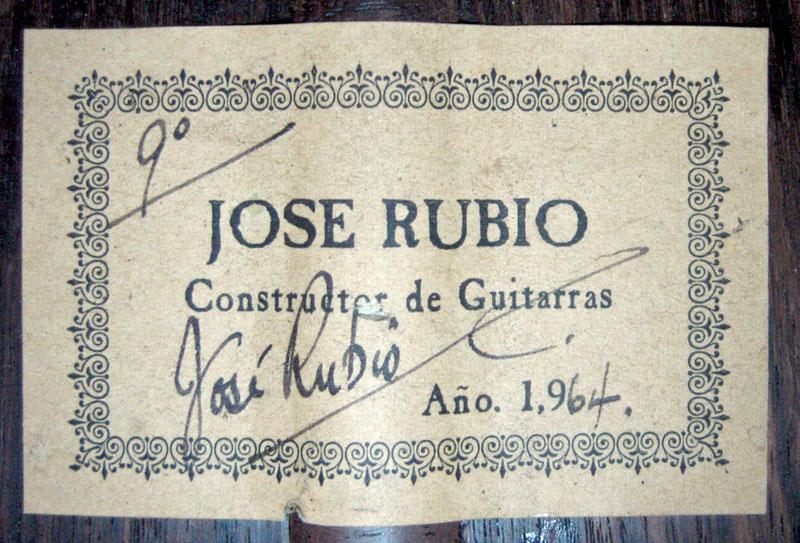 9º
JOSE RUBIO
Constructor de Guitarras
José Rubio
Año. 1,964.